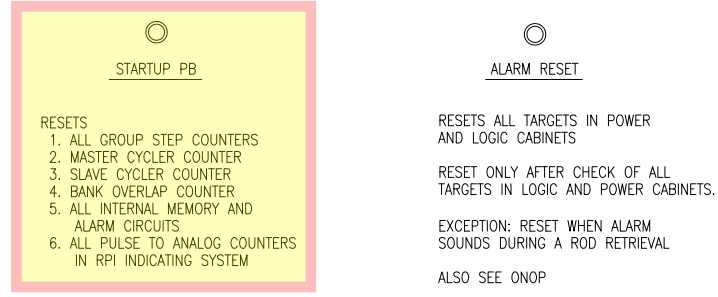 STARTUP PB
RESETS
1. ALL GROUP STEP COUNTERS
2. MASTER CYCLER COUNTER
3. SLAVE CYCLER COUNTER
4. BANK OVERLAP COUNTER
5. ALL INTERNAL MEMORY AND
ALARM CIRCUITS
6. ALL PULSE TO ANALOG COUNTERS
IN RPI INDICATING SYSTEM
ALARM RESET
RESETS ALL TARGETS IN POWER
AND LOGIC CABINETS
RESET ONLY AFTER CHECK OF ALL
TARGETS IN LOGIC AND POWER CABINETS.
EXCEPTION: RESET WHEN ALARM
SOUNDS DURING A ROD RETRIEVAL
ALSO SEE ONOP